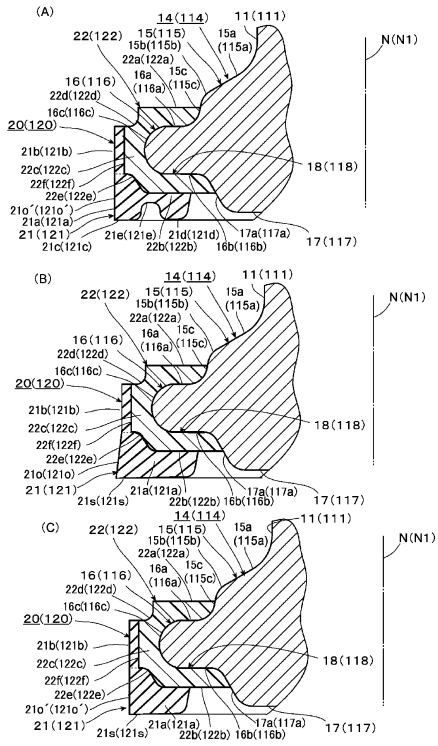 (A)
11(111)
14(114)
22(122)
15(115)
15a
(115a)
N(N1)
15b(115b)
22a(122a)
16(116)
16a
(116a)
15c
(115c)
22d(122d)
16c(116c)
20(120)
21b(121b)
22c(122c)
18(118)
22f(122f)
22e(122e)
21o´(121o´)
21a(121a)
21(121)
21c(121c)
21e(121e)
21d(121d)
22b(122b)
17a(117a)
16b(116b)
17(117)
(B)
11(111)
14(114)
22(122)
15(115)
15a
(115a)
N(N1)
15b(115b)
22a(122a)
16(116)
16a
(116a)
15c
(115c)
22d(122d)
16c(116c)
20(120)
21b(121b)
22c(122c)
18(118)
22f(122f)
22e(122e)
21o(121o)
21(121)
21s(121s)
21a(121a)
22b(122b)
17a(117a)
16b(116b)
17(117)
(C)
11(111)
14(114)
22(122)
15(115)
15a
(115a)
N(N1)
15b(115b)
22a(122a)
16(116)
16a
(116a)
15c
(115c)
22d(122d)
16c(116c)
20(120)
21b(121b)
22c(122c)
18(118)
22f(122f)
22e(122e)
21o´(121o´)
21(121)
21s(121s)
21a(121a)
22b(122b)
17a(117a)
16b(116b)
17(117)